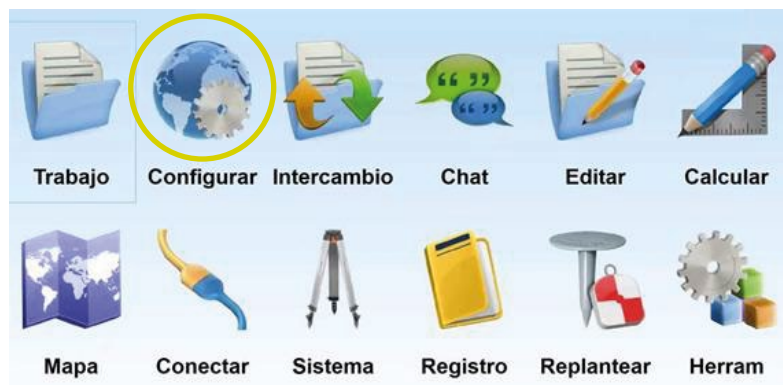 Trabajo Configurar Intercambio Chat Editar Calcular
Mapa Conectar Sistema Registro Replantear Herram